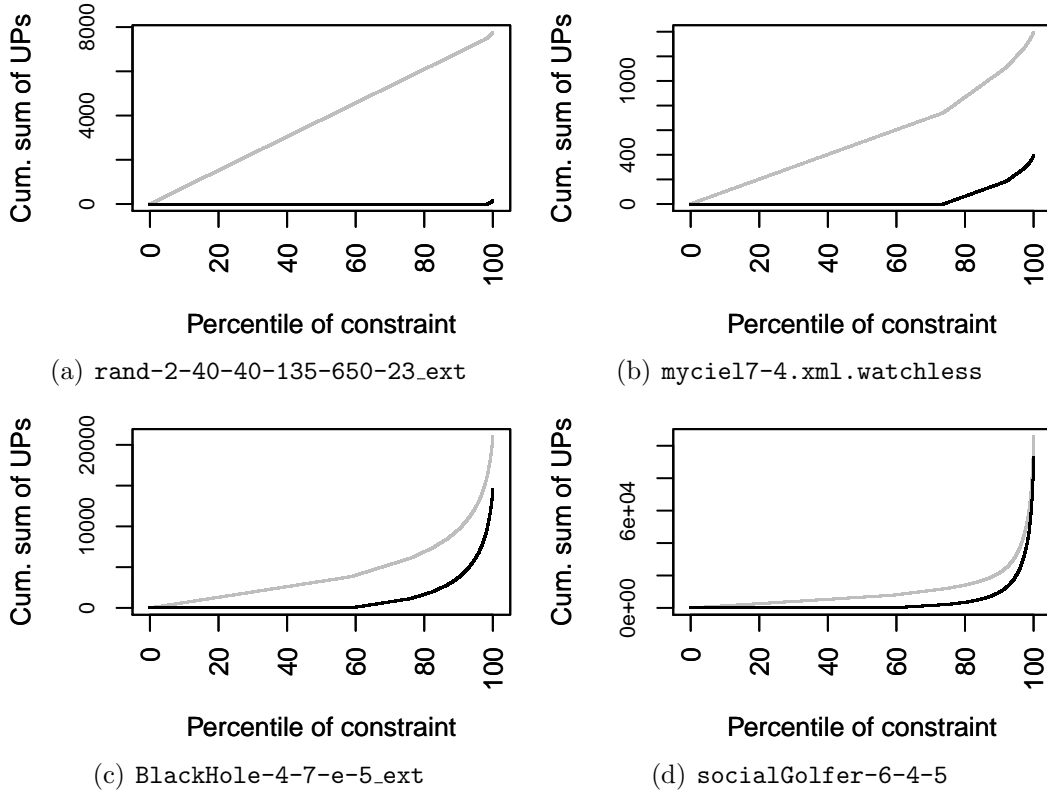 Cum. sum of UPs
0
4000
8000
0
20
40
60
80
100
Percentile of constraint
(a) rand-2-40-40-135-650-23_ext
Cum. sum of UPs
0
400
1000
0
20
40
60
80
100
Percentile of constraint
(b) myciel7-4.xml.watchless
Cum. sum of UPs
0
10000
20000
0
20
40
60
80
100
Percentile of constraint
(c) BlackHole-4-7-e-5_ext
Cum. sum of UPs
0e+00
6e+04
0
20
40
60
80
100
Percentile of constraint
(d) socialGolfer-6-4-5